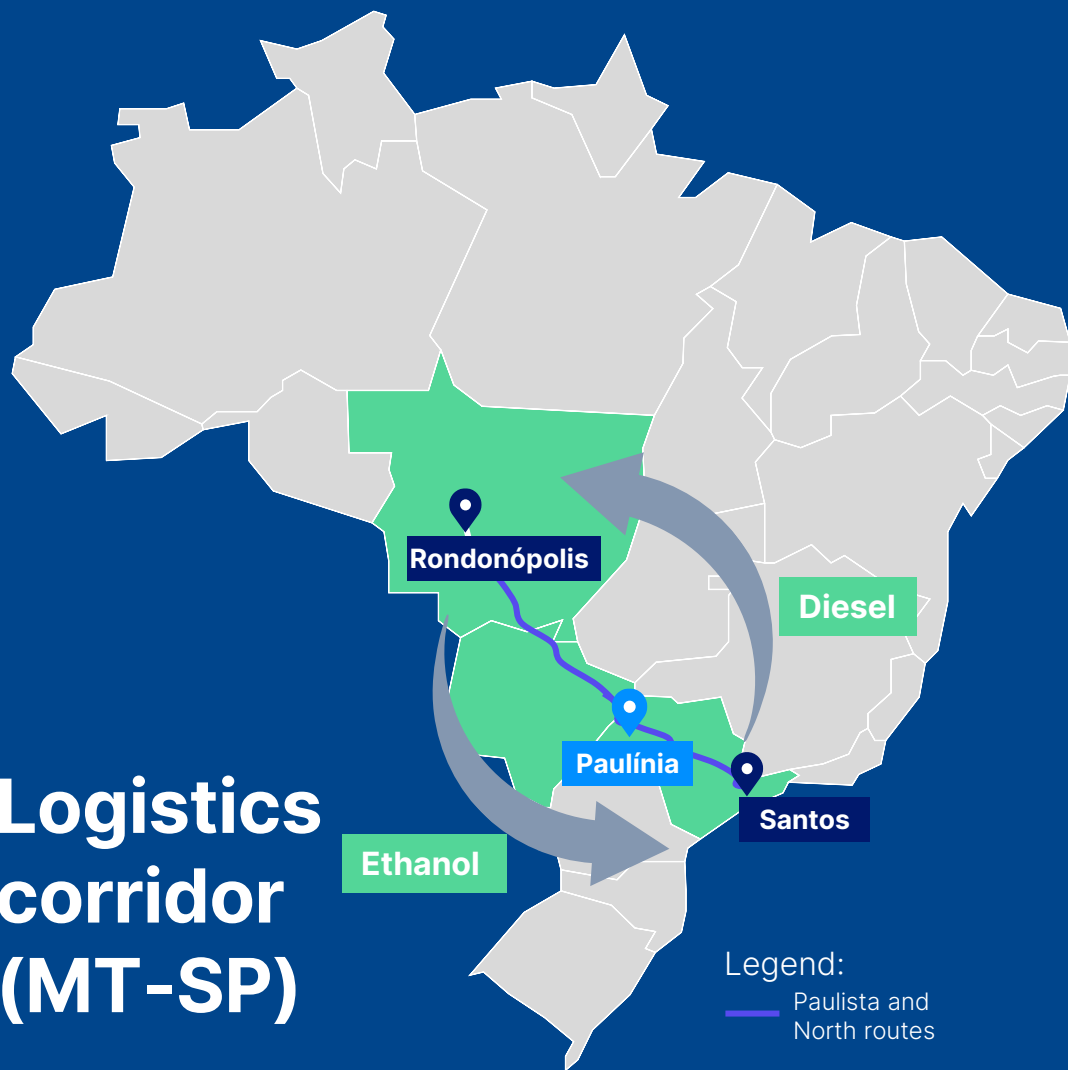 Rondonópolis
Diesel
Paulínia
Santos
Ethanol
Logistics
corridor
(MT-SP)
Legend:
Paulista and
North routes